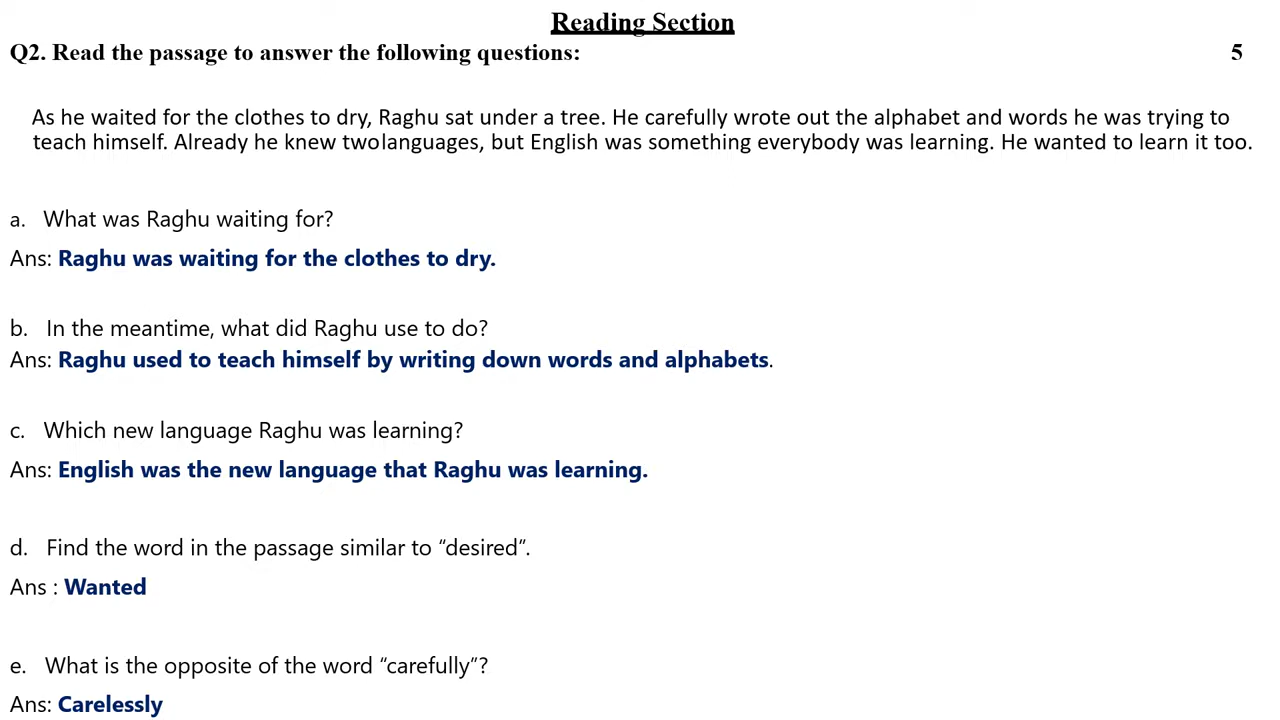 Reading Section
Q2. Read the passage to answer the following questions: 5
As he waited for the clothes to dry, Raghu sat under a tree. He carefully wrote out the alphabet and words he was trying to
teach himself. Already he knew twolanguages, but English was something everybody was learning. He wanted to learn it too.
a. What was Raghu waiting for?
Ans: Raghu was waiting for the clothes to dry.
b. In the meantime, what did Raghu use to do?
Ans: Raghu used to teach himself by writing down words and alphabets.
c. Which new language Raghu was learning?
Ans: English was the new language that Raghu was learning.
d. Find the word in the passage similar to “desired”.
Ans : Wanted
e. What is the opposite of the word “carefully”?
Ans: Carelessly